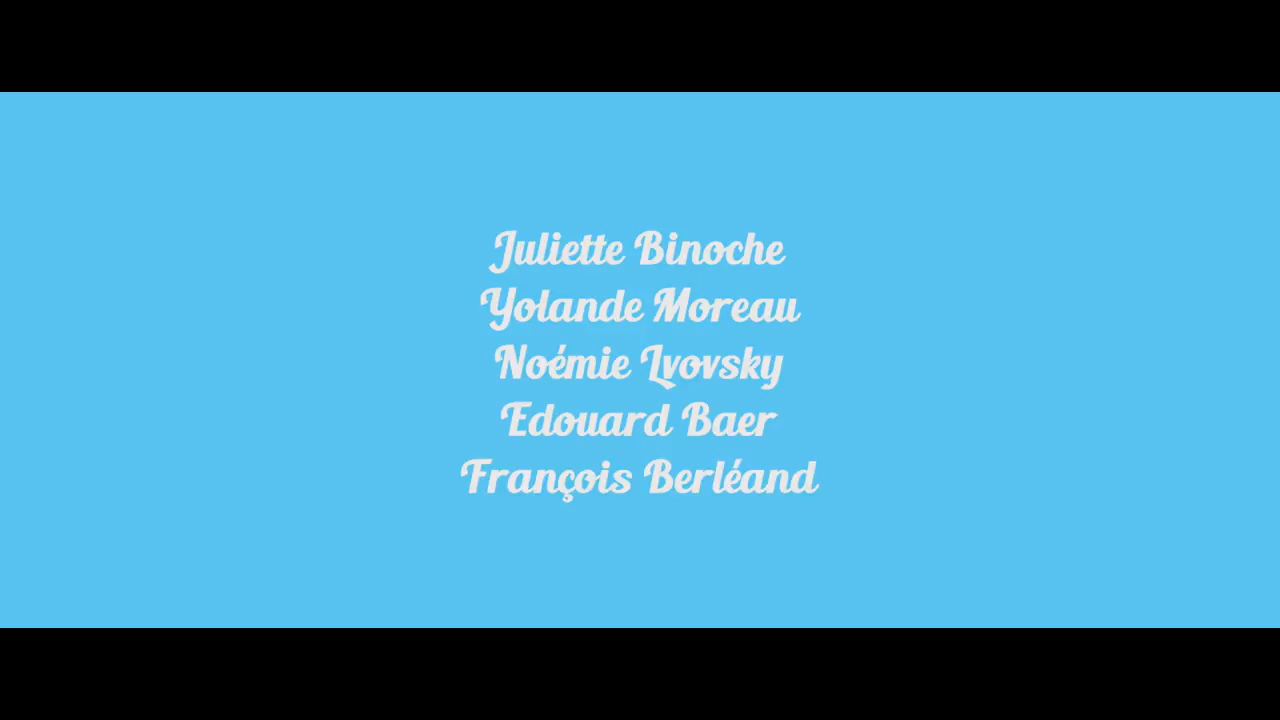 Juliette Binoche
Yolande Moreau
Noémie Lvovsky
Edouard Baer
François Berléand